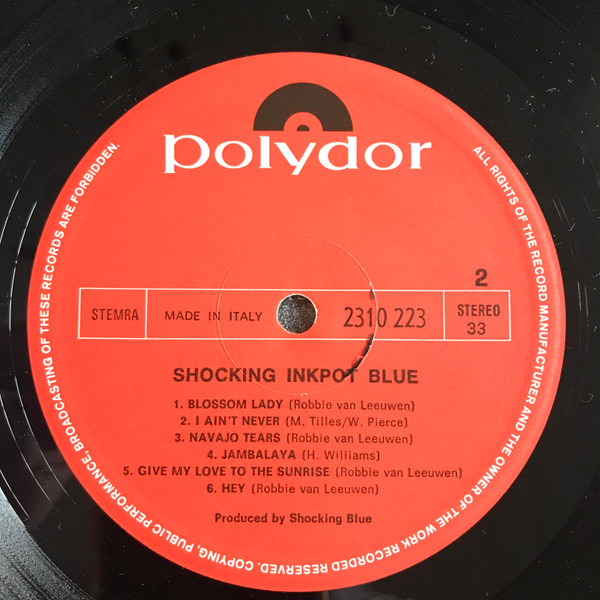 polydor
ALL RIGHTS OF THE RECORD MANUFACTURER AND THE OWNER OF THE WORK RECORDED RESERVED. COPYING, PUBLIC PERFORMANCE, BROADCASTING OF THESE RECORDS ARE FORBIDDEN.
2
STEMRA MADE IN ITALY 2310 223 STEREO
33
SHOCKING INKPOT BLUE
1. BLOSSOM LADY (Robbie van Leeuwen)
2. I AIN'T NEVER (M. Tilles/W. Pierce)
3. NAVAJO TEARS (Robbie van Leeuwen)
4. JAMBALAYA (H. Williams)
5. GIVE MY LOVE TO THE SUNRISE (Robbie van Leeuwen)
6. HEY (Robbie van Leeuwen)
Produced by Shocking Blue